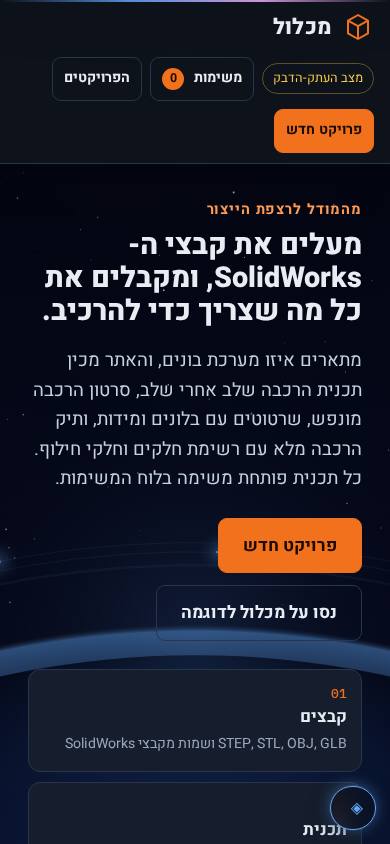 מכלול
מצב העתק-הדבק
משימות 0
הפרויקטים
פרויקט חדש
מהמודל לרצפת הייצור
מעלים את קבצי ה-
SolidWorks, ומקבלים את
כל מה שצריך כדי להרכיב.
מתארים איזו מערכת בונים, והאתר מכין
תכנית הרכבה שלב אחרי שלב, סרטון הרכבה
מונפש, שרטוטים עם בלונים ומידות, ותיק
הרכבה מלא עם רשימת חלקים וחלקי חילוף.
כל תכנית פותחת משימה בלוח המשימות.
פרויקט חדש
נסו על מכלול לדוגמה
01
קבצים
STEP, STL, OBJ, GLB ושמות מקבצי SolidWorks
תכנית